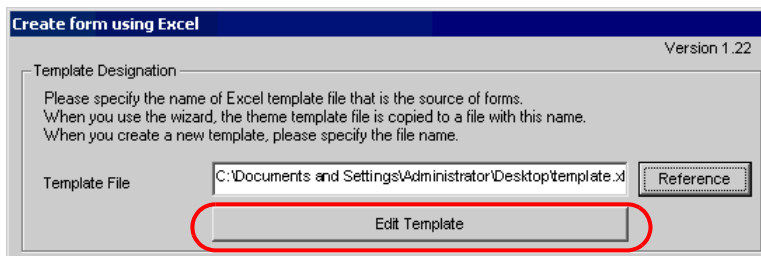 Create form using Excel
Version 1.22
Template Designation
Please specify the name of Excel template file that is the source of forms.
When you use the wizard, the theme template file is copied to a file with this name.
When you create a new template, please specify the file name.
Template File
C:\Documents and Settings\Administrator\Desktop\template.xl
Reference
Edit Template